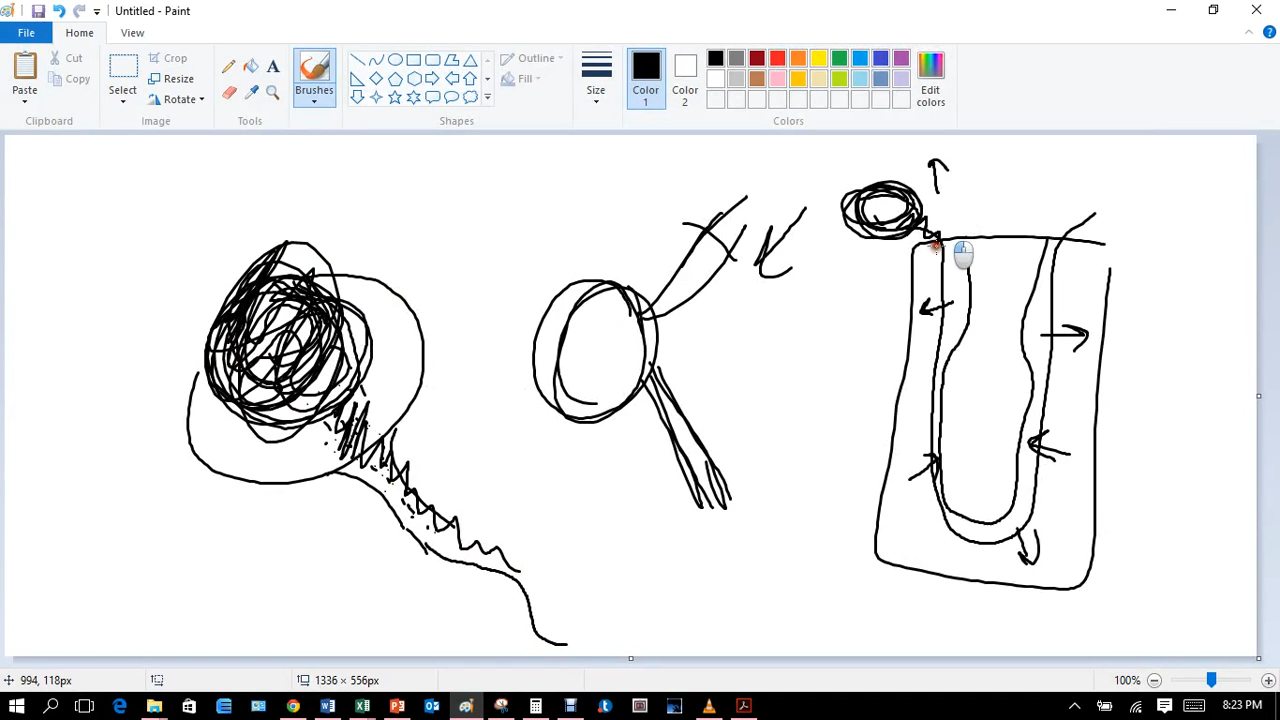 Untitled - Paint
File
Home
View
Paste
Cut
Copy
Clipboard
Select
Crop
Resize
Rotate
Image
A
Tools
Brushes
Shapes
Outline
Fill
Size
Color
1
Color
2
Edit
colors
Colors
994, 118px
1336 × 556px
100%
8:23 PM